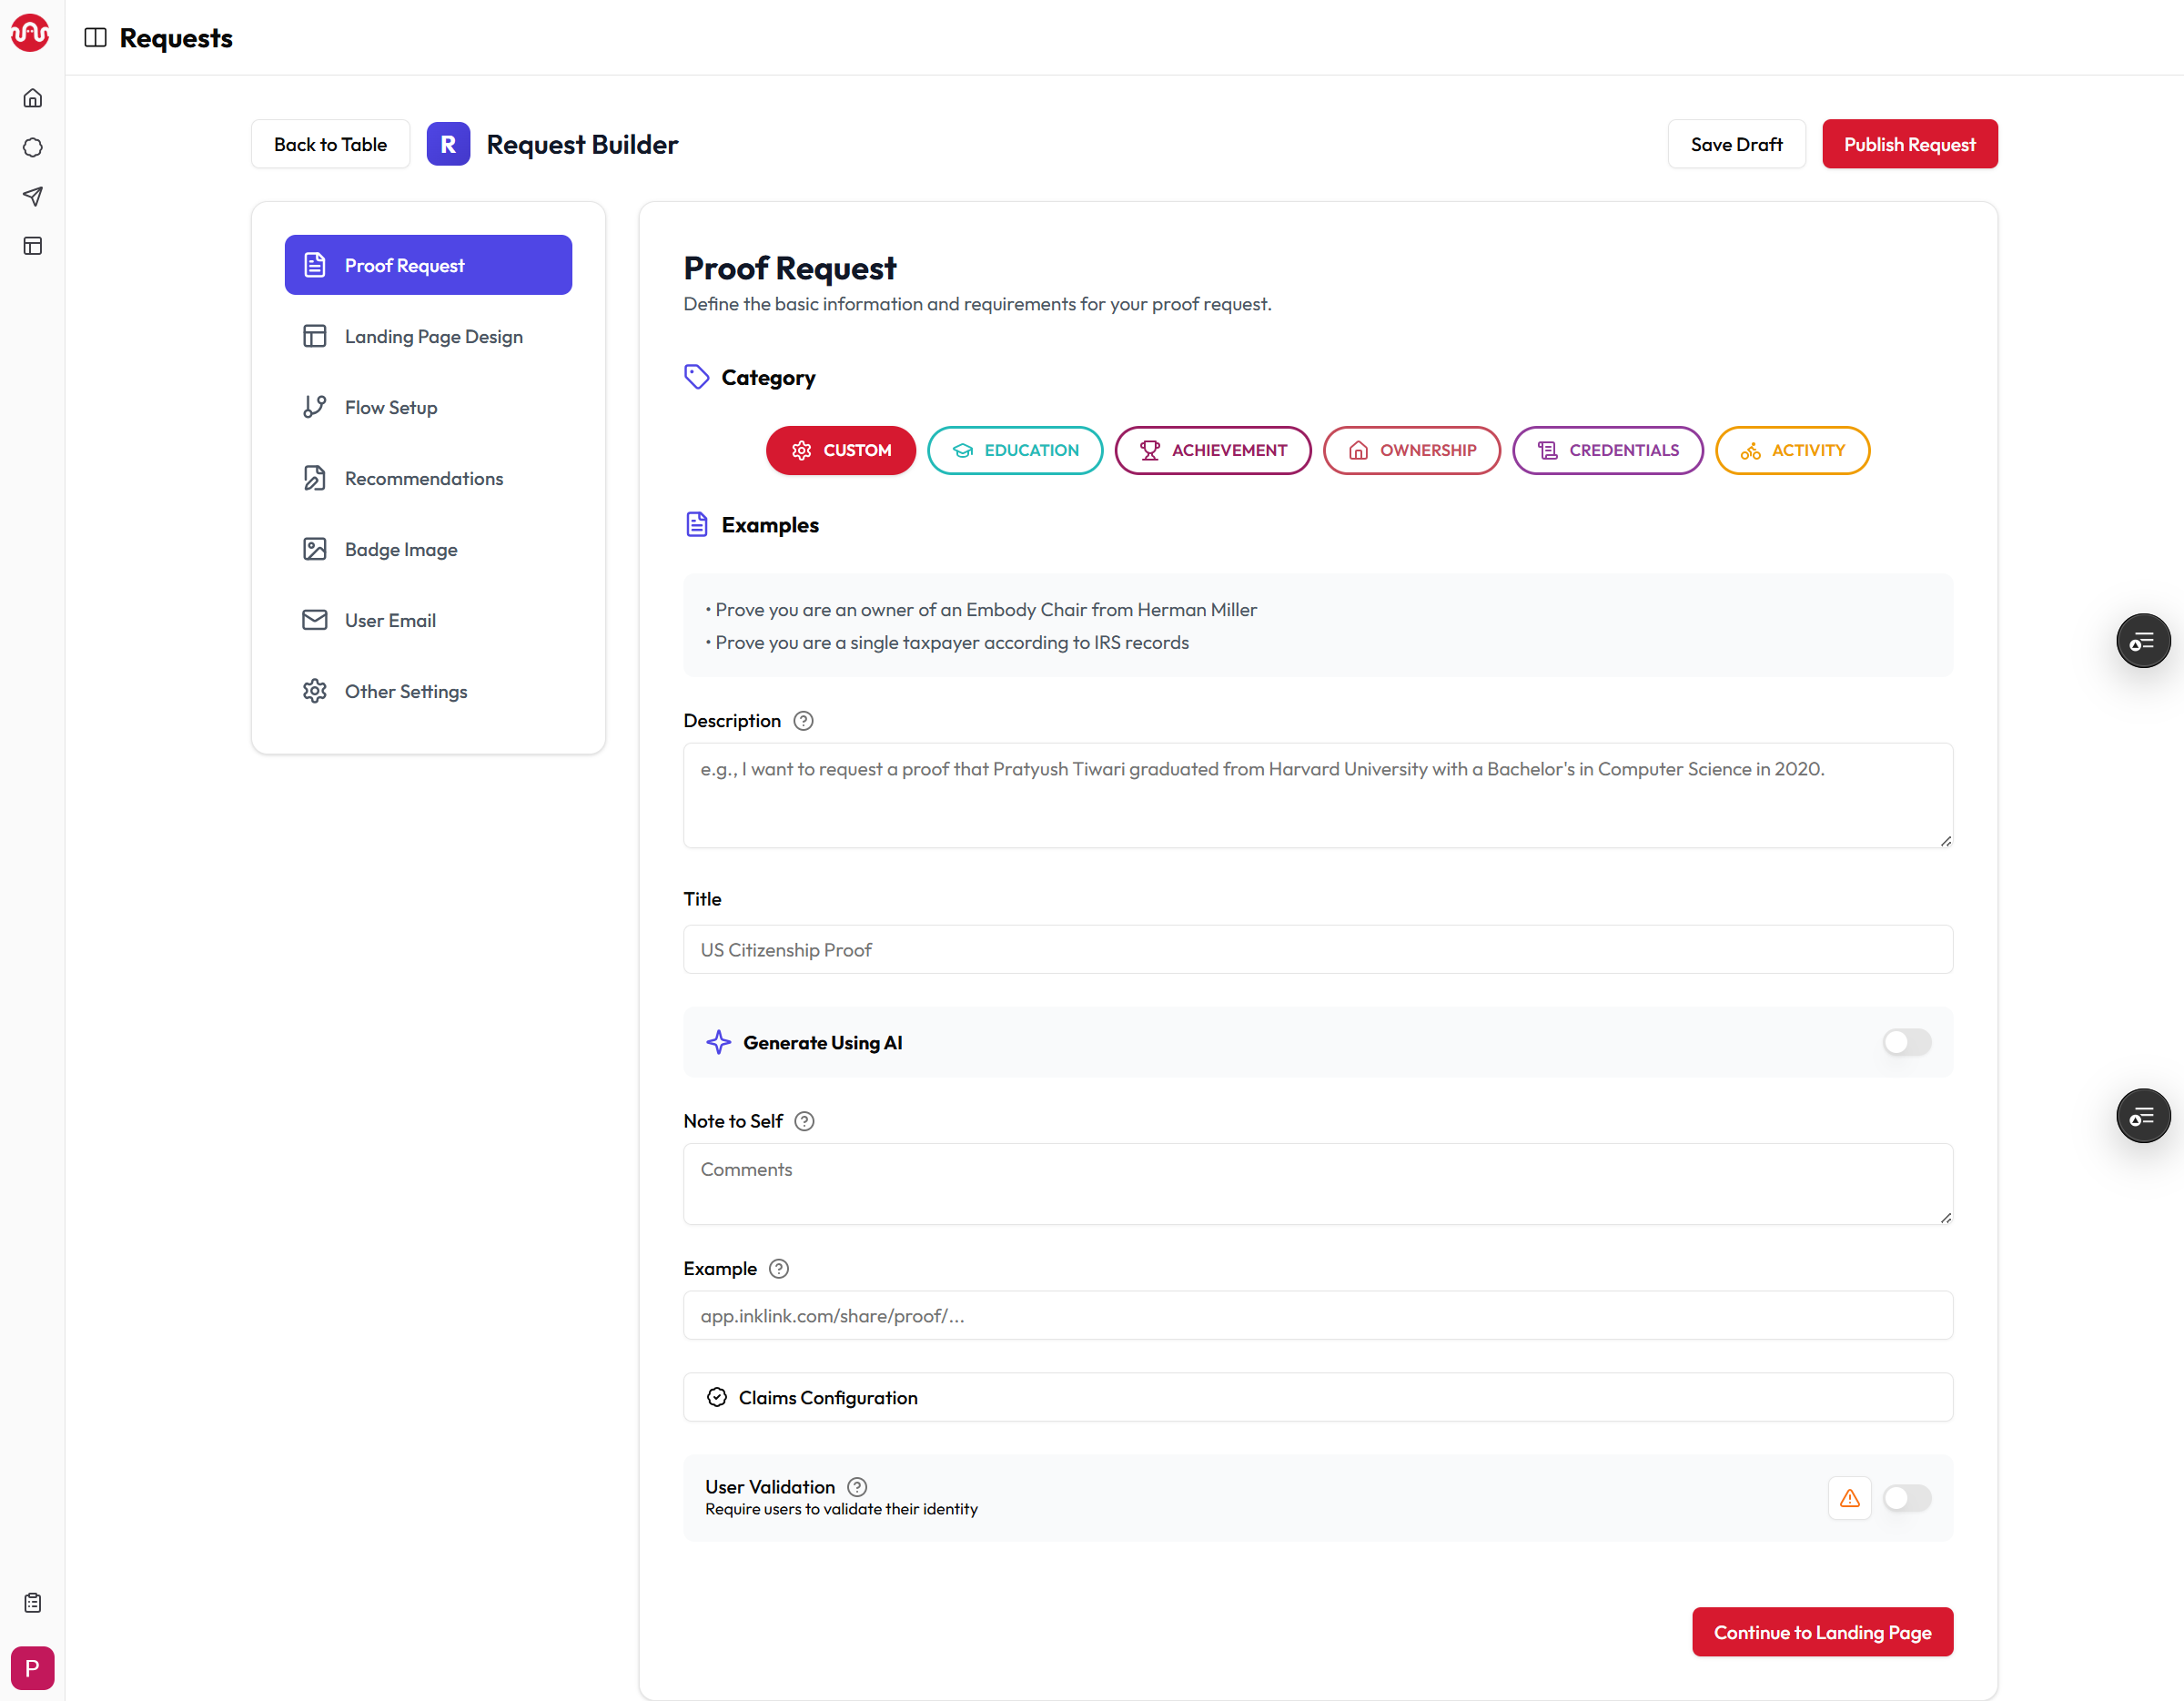 Requests
Back to Table
R
Request Builder
Save Draft
Publish Request
Proof Request
Landing Page Design
Flow Setup
Recommendations
Badge Image
User Email
Other Settings
Proof Request
Define the basic information and requirements for your proof request.
Category
CUSTOM
EDUCATION
ACHIEVEMENT
OWNERSHIP
CREDENTIALS
ACTIVITY
Examples
• Prove you are an owner of an Embody Chair from Herman Miller
• Prove you are a single taxpayer according to IRS records
Description
e.g., I want to request a proof that Pratyush Tiwari graduated from Harvard University with a Bachelor's in Computer Science in 2020.
Title
US Citizenship Proof
Generate Using AI
Note to Self
Comments
Example
app.inklink.com/share/proof/...
Claims Configuration
User Validation
Require users to validate their identity
Continue to Landing Page
P